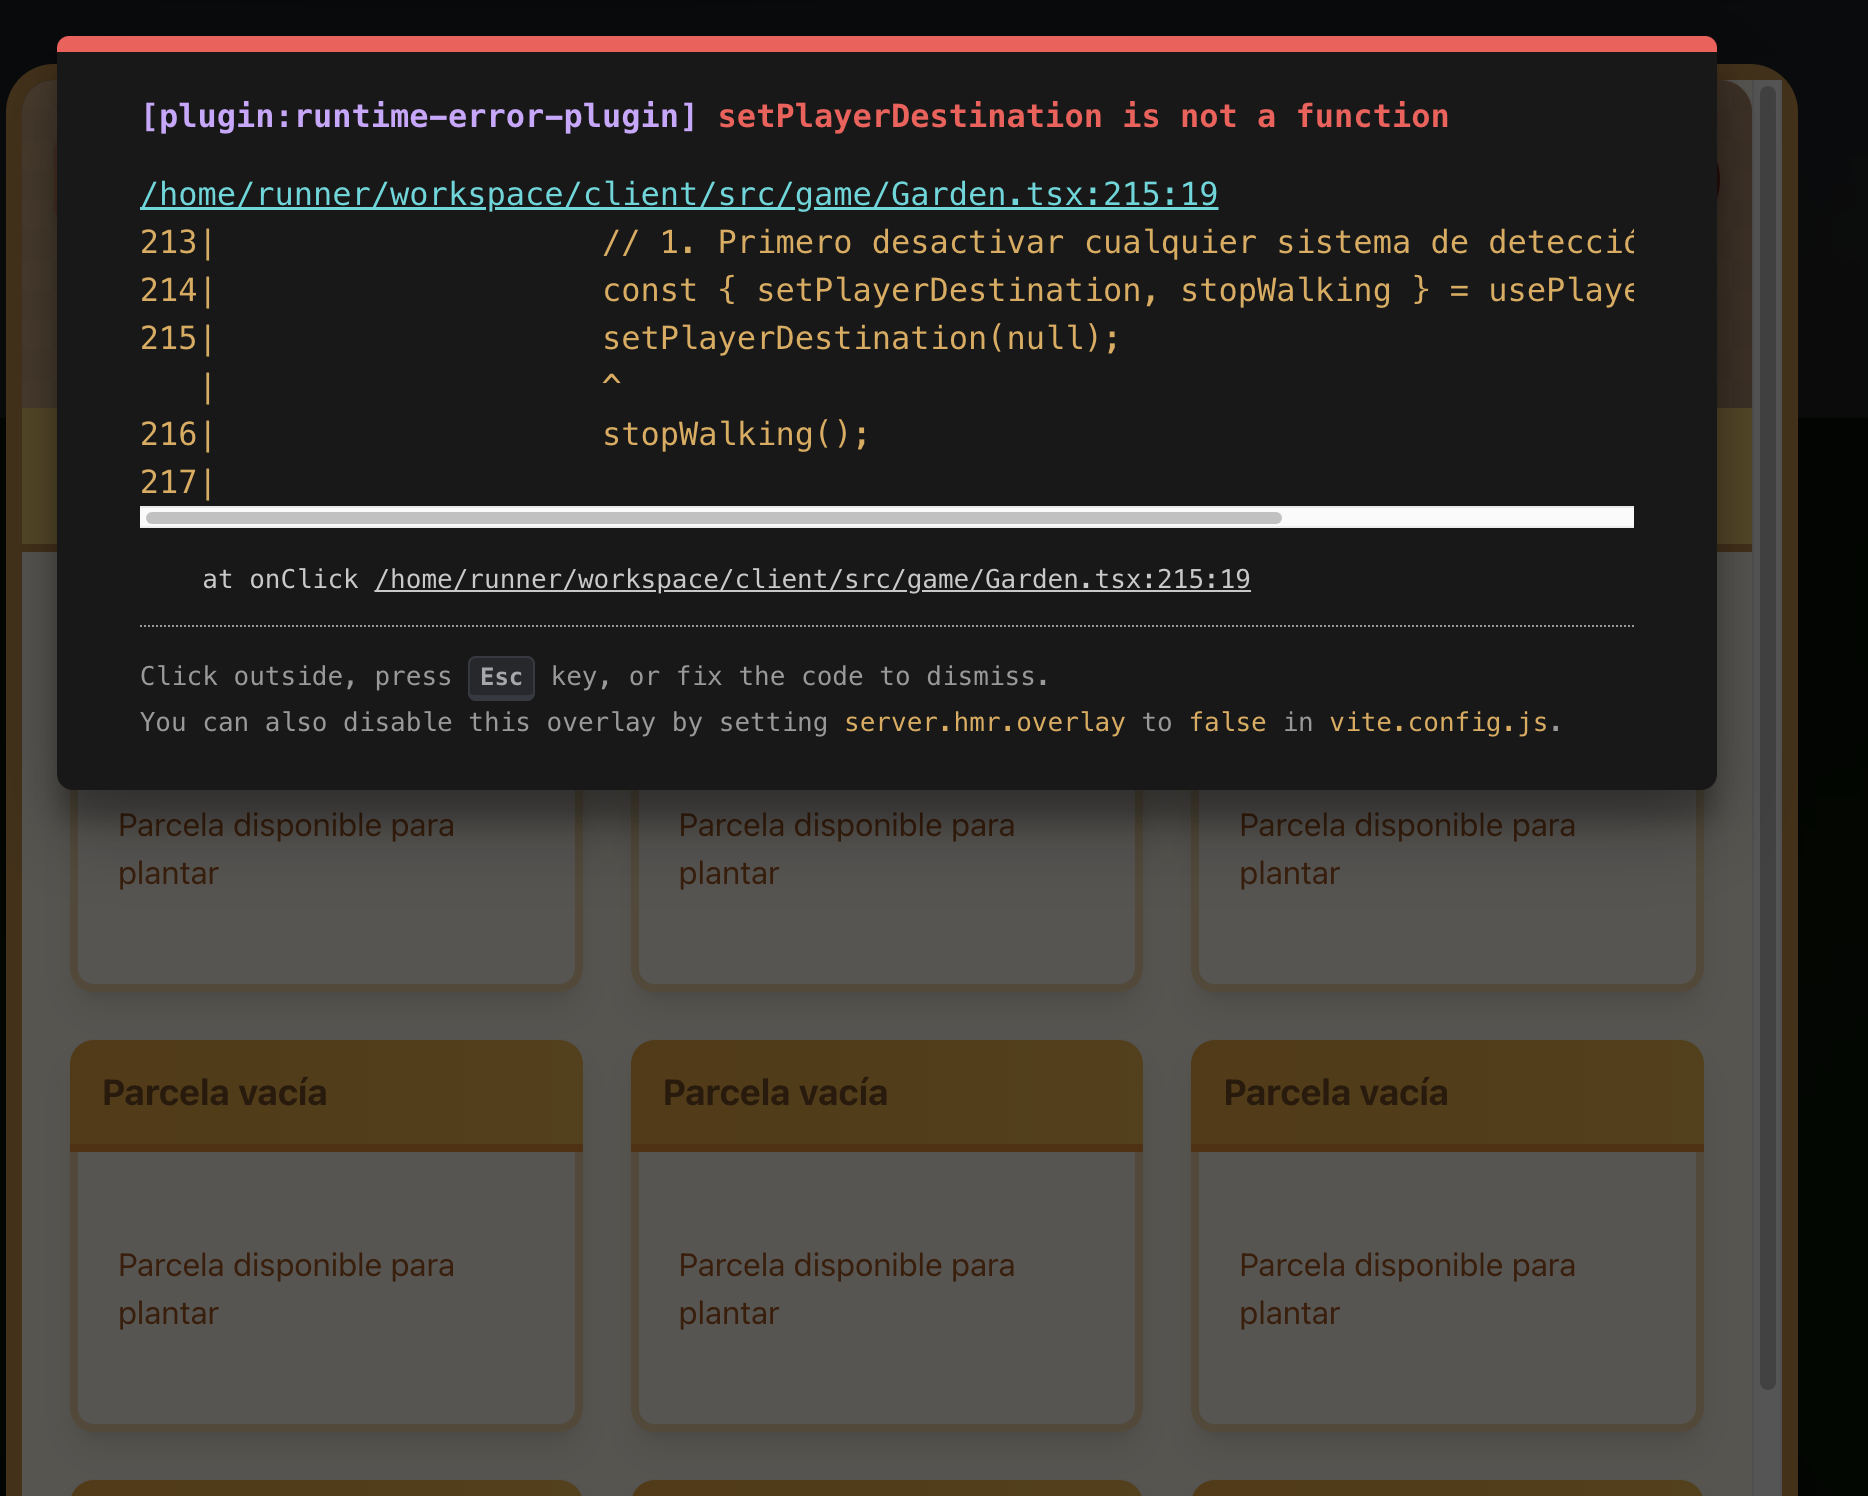 [plugin:runtime-error-plugin] setPlayerDestination is not a function
/home/runner/workspace/client/src/game/Garden.tsx:215:19
213|                    // 1. Primero desactivar cualquier sistema de detecció
214|                    const { setPlayerDestination, stopWalking } = usePlaye
215|                    setPlayerDestination(null);
   |                    ^
216|                    stopWalking();
217|
at onClick /home/runner/workspace/client/src/game/Garden.tsx:215:19
Click outside, press Esc key, or fix the code to dismiss.
You can also disable this overlay by setting server.hmr.overlay to false in vite.config.js.
Parcela disponible para
plantar
Parcela disponible para
plantar
Parcela disponible para
plantar
Parcela vacía
Parcela vacía
Parcela vacía
Parcela disponible para
plantar
Parcela disponible para
plantar
Parcela disponible para
plantar